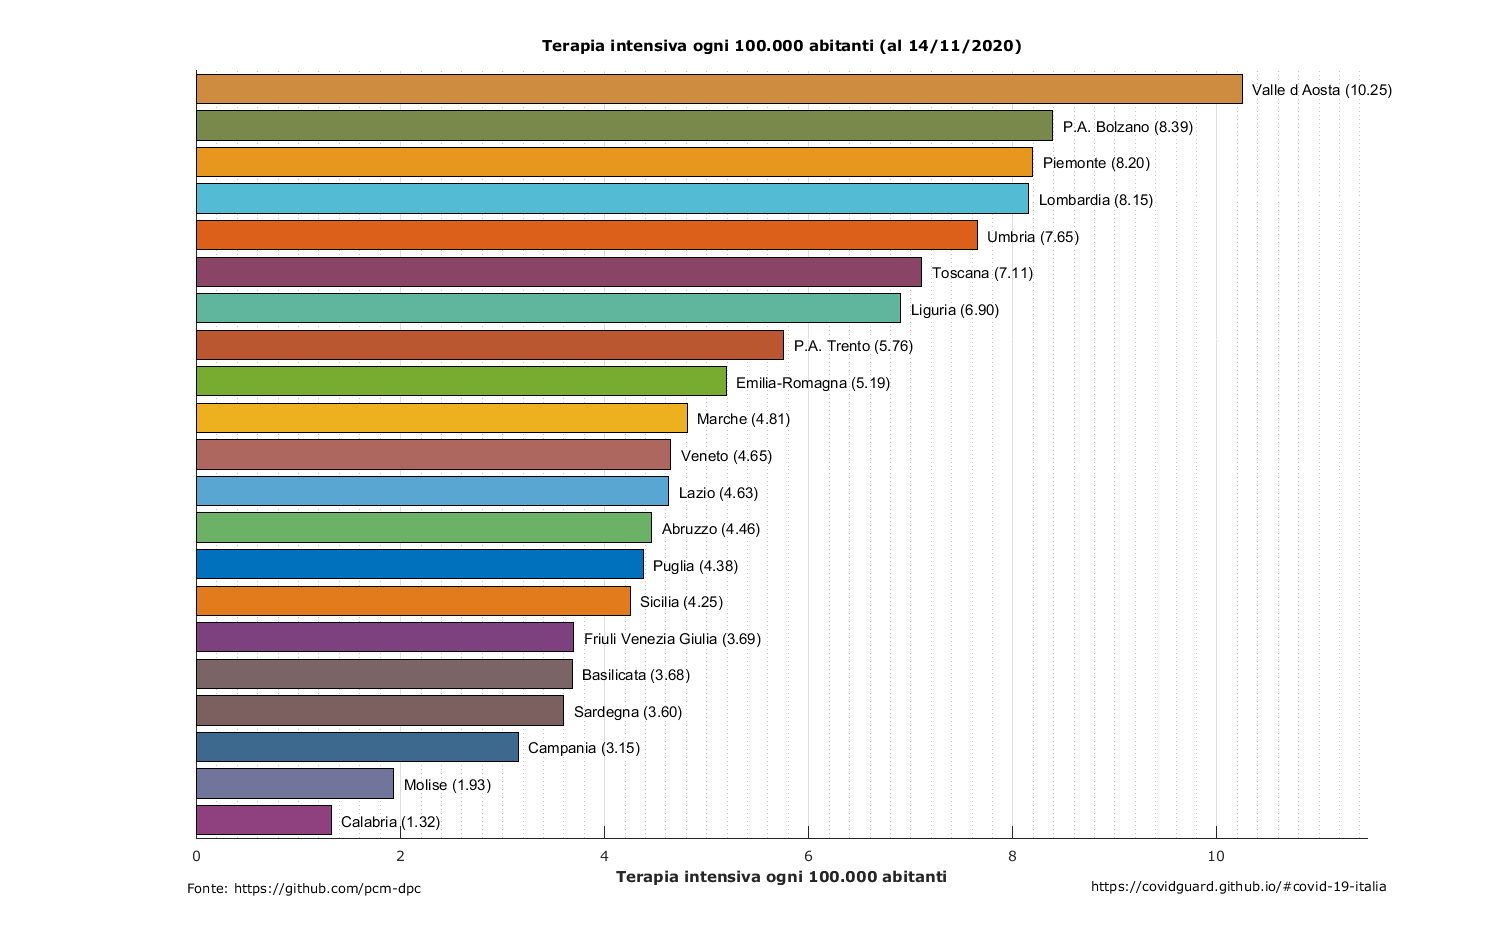 Terapia intensiva ogni 100.000 abitanti (al 14/11/2020)
Valle d Aosta (10.25)
P.A. Bolzano (8.39)
Piemonte (8.20)
Lombardia (8.15)
Umbria (7.65)
Toscana (7.11)
Liguria (6.90)
P.A. Trento (5.76)
Emilia-Romagna (5.19)
Marche (4.81)
Veneto (4.65)
Lazio (4.63)
Abruzzo (4.46)
Puglia (4.38)
Sicilia (4.25)
Friuli Venezia Giulia (3.69)
Basilicata (3.68)
Sardegna (3.60)
Campania (3.15)
Molise (1.93)
Calabria (1.32)
0 2 4 6 8 10
Terapia intensiva ogni 100.000 abitanti
Fonte: https://github.com/pcm-dpc
https://covidguard.github.io/#covid-19-italia